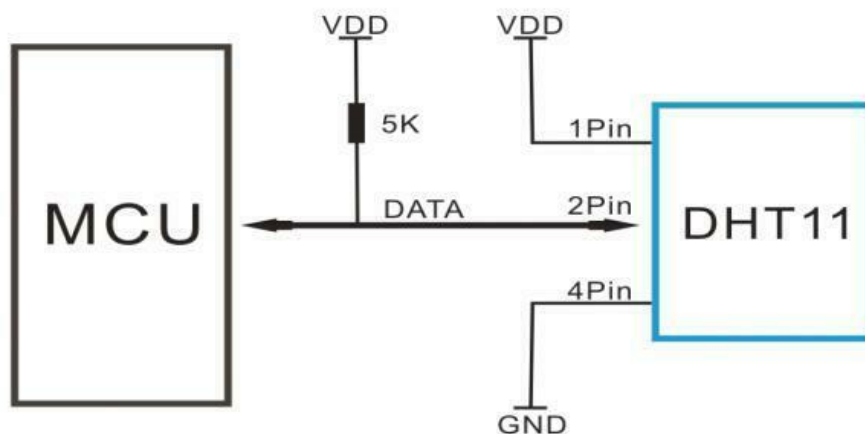 VDD
VDD
5K
1Pin
MCU
DATA
2Pin
DHT11
4Pin
GND